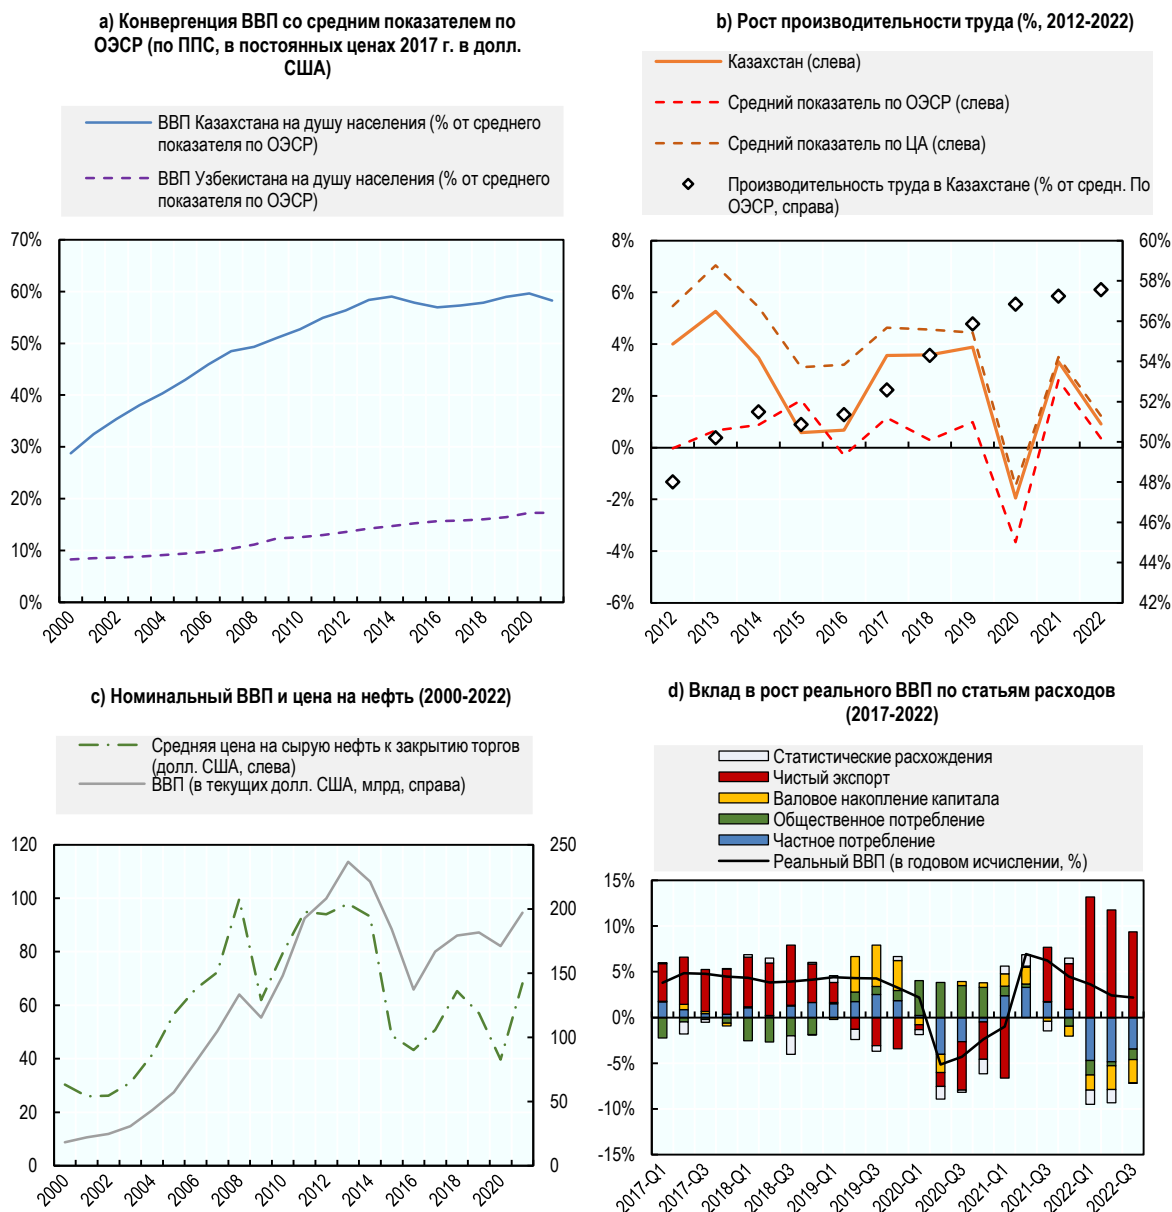 a) Конвергенция ВВП со средним показателем по
ОЭСР (по ППС, в постоянных ценах 2017 г. в долл.
США)
ВВП Казахстана на душу населения (% от среднего
показателя по ОЭСР)
ВВП Узбекистана на душу населения (% от среднего
показателя по ОЭСР)
70%
60%
50%
40%
30%
20%
10%
0%
2000
2002
2004
2006
2008
2010
2012
2014
2016
2018
2020
b) Рост производительности труда (%, 2012-2022)
Казахстан (слева)
Средний показатель по ОЭСР (слева)
Средний показатель по ЦА (слева)
Производительность труда в Казахстане (% от средн. По
ОЭСР, справа)
8%
6%
4%
2%
0%
-2%
-4%
-6%
60%
58%
56%
54%
52%
50%
48%
46%
44%
42%
2012
2013
2014
2015
2016
2017
2018
2019
2020
2021
2022
c) Номинальный ВВП и цена на нефть (2000-2022)
Средняя цена на сырую нефть к закрытию торгов
(долл. США, слева)
ВВП (в текущих долл. США, млрд, справа)
120
100
80
60
40
20
0
250
200
150
100
50
0
2000
2002
2004
2006
2008
2010
2012
2014
2016
2018
2020
d) Вклад в рост реального ВВП по статьям расходов
(2017-2022)
Статистические расхождения
Чистый экспорт
Валовое накопление капитала
Общественное потребление
Частное потребление
Реальный ВВП (в годовом исчислении, %)
15%
10%
5%
0%
-5%
-10%
-15%
2017-Q1
2017-Q3
2018-Q1
2018-Q3
2019-Q1
2019-Q3
2020-Q1
2020-Q3
2021-Q1
2021-Q3
2022-Q1
2022-Q3